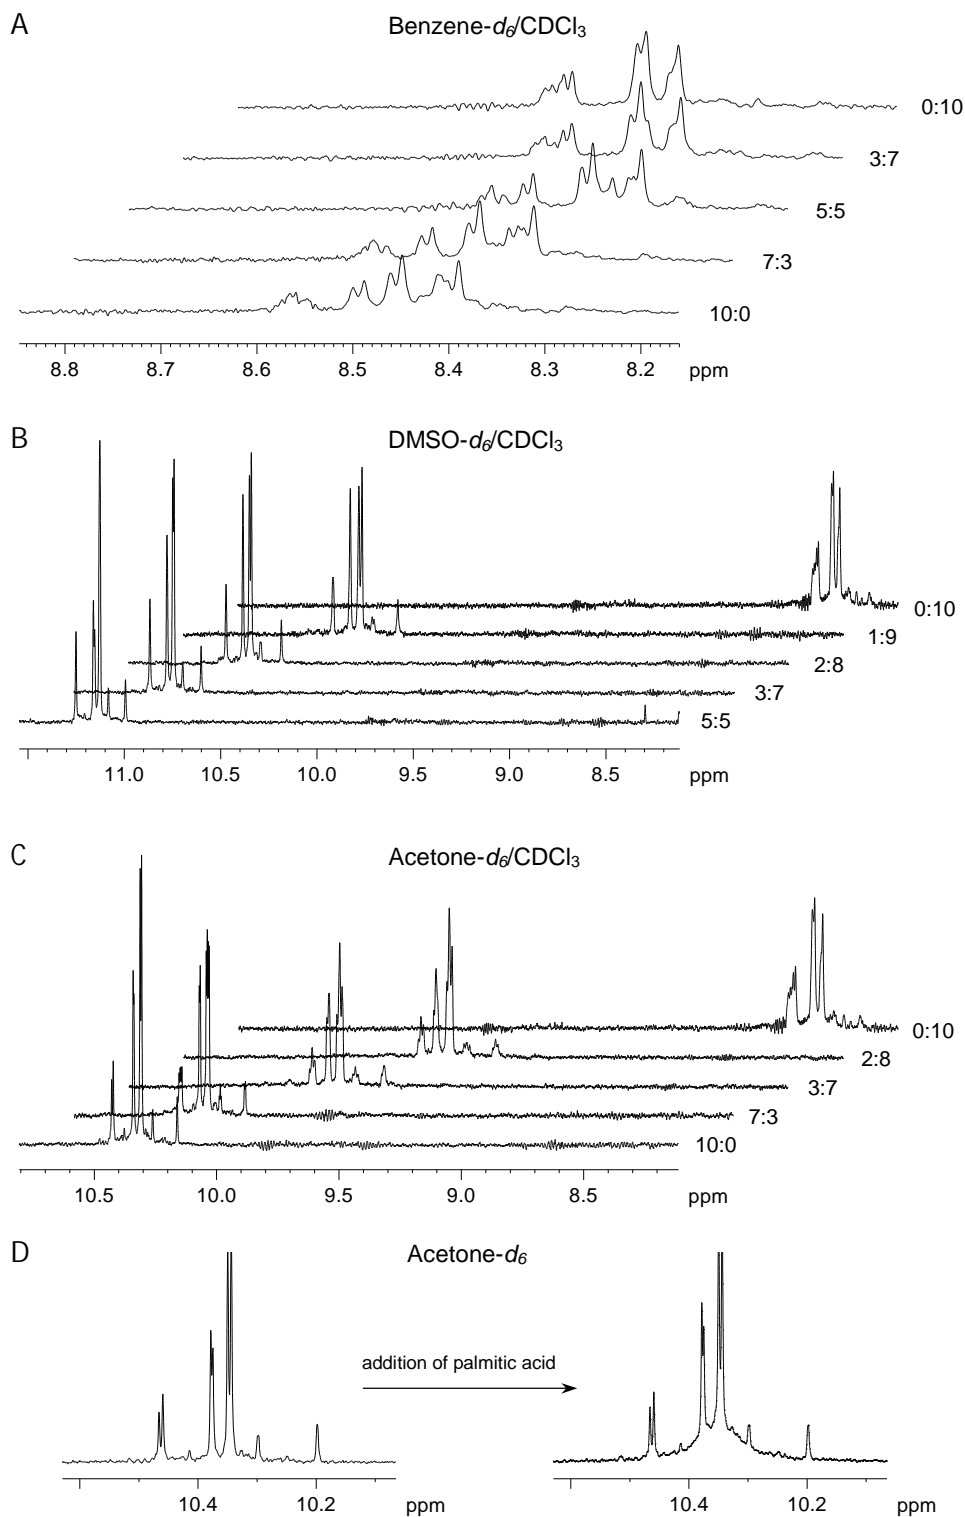 A
Benzene-d6/CDCl3
0:10
3:7
5:5
7:3
10:0
8.8 8.7 8.6 8.5 8.4 8.3 8.2 ppm
B
DMSO-d6/CDCl3
0:10
1:9
2:8
3:7
5:5
11.0 10.5 10.0 9.5 9.0 8.5 ppm
C
Acetone-d6/CDCl3
0:10
2:8
3:7
7:3
10:0
10.5 10.0 9.5 9.0 8.5 ppm
D
Acetone-d6
addition of palmitic acid
10.4 10.2 ppm 10.4 10.2 ppm